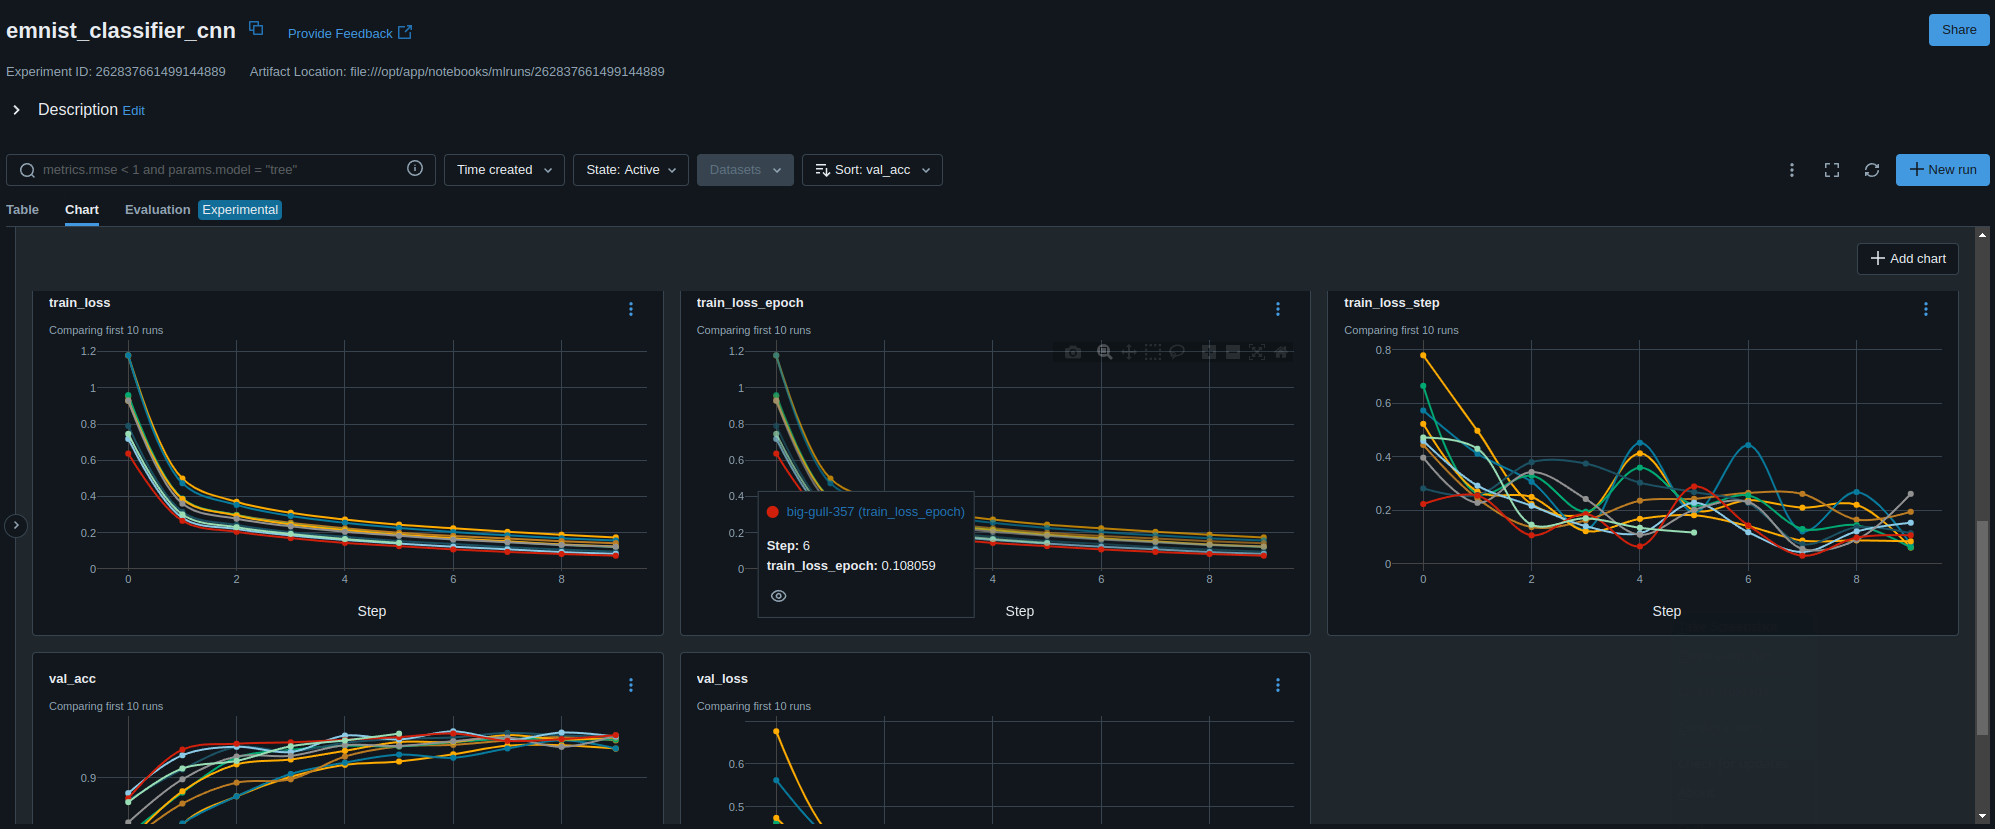 emnist_classifier_cnn Provide Feedback Share
Experiment ID: 262837661499144889 Artifact Location: file:///opt/app/notebooks/mlruns/262837661499144889
Description Edit
metrics.rmse < 1 and params.model = "tree" Time created State: Active Datasets Sort: val_acc New run
Table Chart Evaluation Experimental
Add chart
train_loss
Comparing first 10 runs
1.2
1
0.8
0.6
0.4
0.2
0
0 2 4 6 8
Step
train_loss_epoch
Comparing first 10 runs
1.2
1
0.8
0.6
0.4
0.2
0
big-gull-357 (train_loss_epoch)
Step: 6
train_loss_epoch: 0.108059
4 6 8
Step
train_loss_step
Comparing first 10 runs
0.8
0.6
0.4
0.2
0
0 2 4 6 8
Step
val_acc
Comparing first 10 runs
0.9
val_loss
Comparing first 10 runs
0.6
0.5